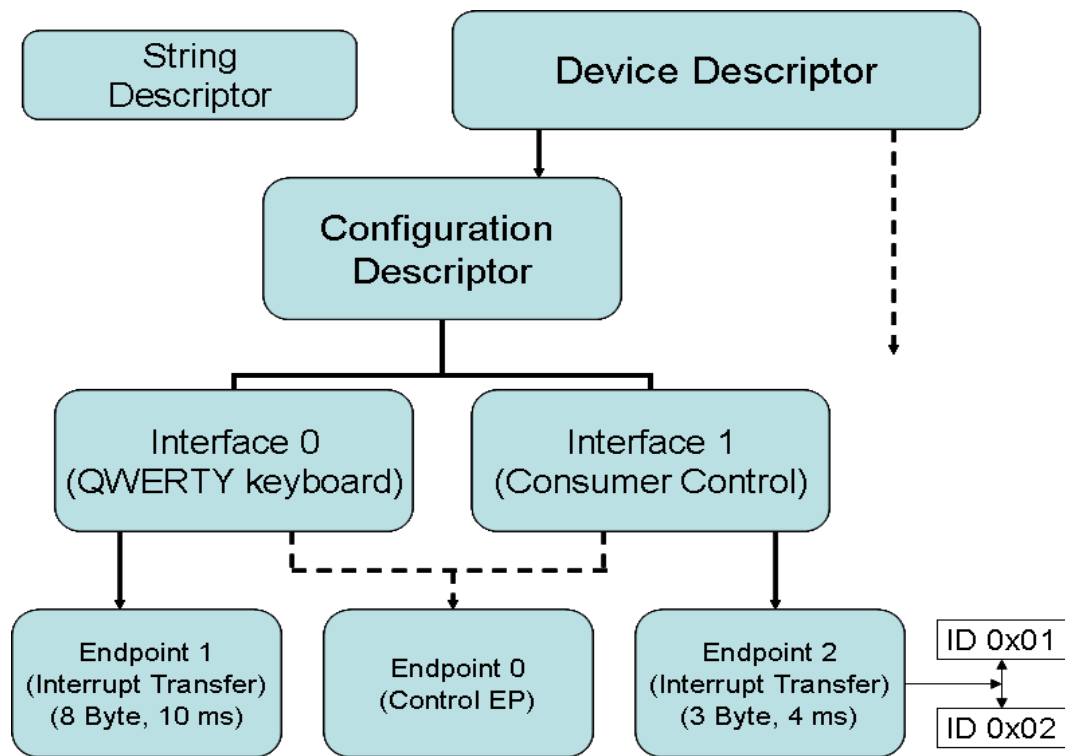 String
Descriptor
Device Descriptor
Configuration
Descriptor
Interface 0
(QWERTY keyboard)
Interface 1
(Consumer Control)
Endpoint 1
(Interrupt Transfer)
(8 Byte, 10 ms)
Endpoint 0
(Control EP)
Endpoint 2
(Interrupt Transfer)
(3 Byte, 4 ms)
ID 0x01
ID 0x02